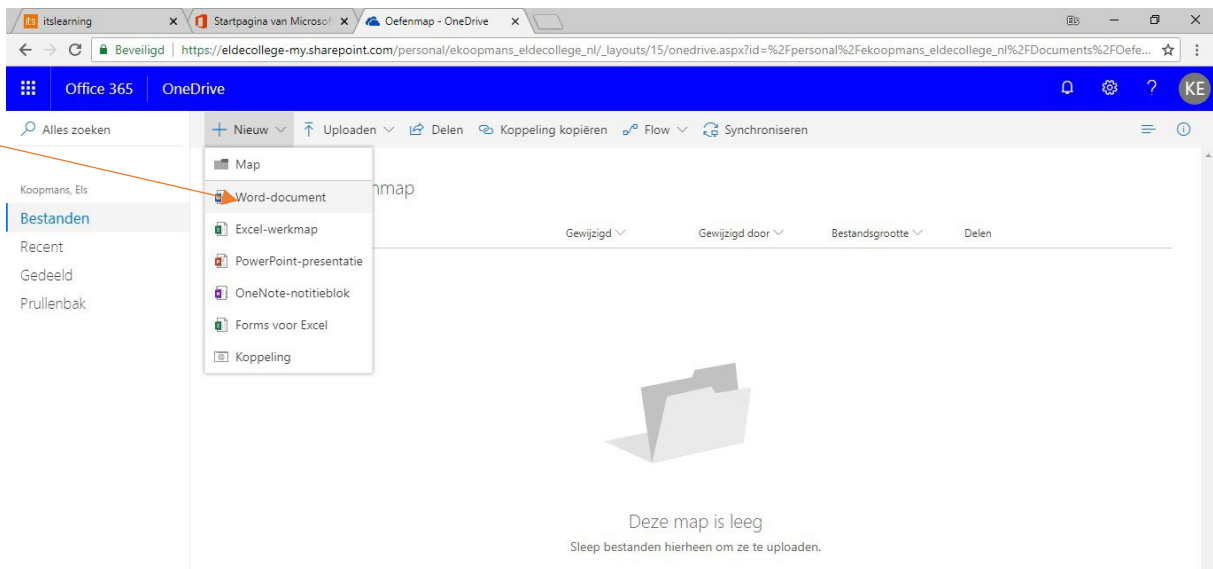 itslearning
Startpagina van Microsof
Oefenmap - OneDrive
Beveiligd https://eldecollege-my.sharepoint.com/personal/ekoopmans_eldecollege_nl/_layouts/15/onedrive.aspx?id=%2Fpersonal%2Fekoopmans_eldecollege_nl%2FDocuments%2FOefe...
Office 365 OneDrive KE
Alles zoeken
+ Nieuw Uploaden Delen Koppeling kopiëren Flow Synchroniseren
Map
Word-document
Excel-werkmap
PowerPoint-presentatie
OneNote-notitieblok
Forms voor Excel
Koppeling
Koopmans, Els
Bestanden
Recent
Gedeeld
Prullenbak
nmap
Gewijzigd Gewijzigd door Bestandsgrootte Delen
Deze map is leeg
Sleep bestanden hierheen om ze te uploaden.